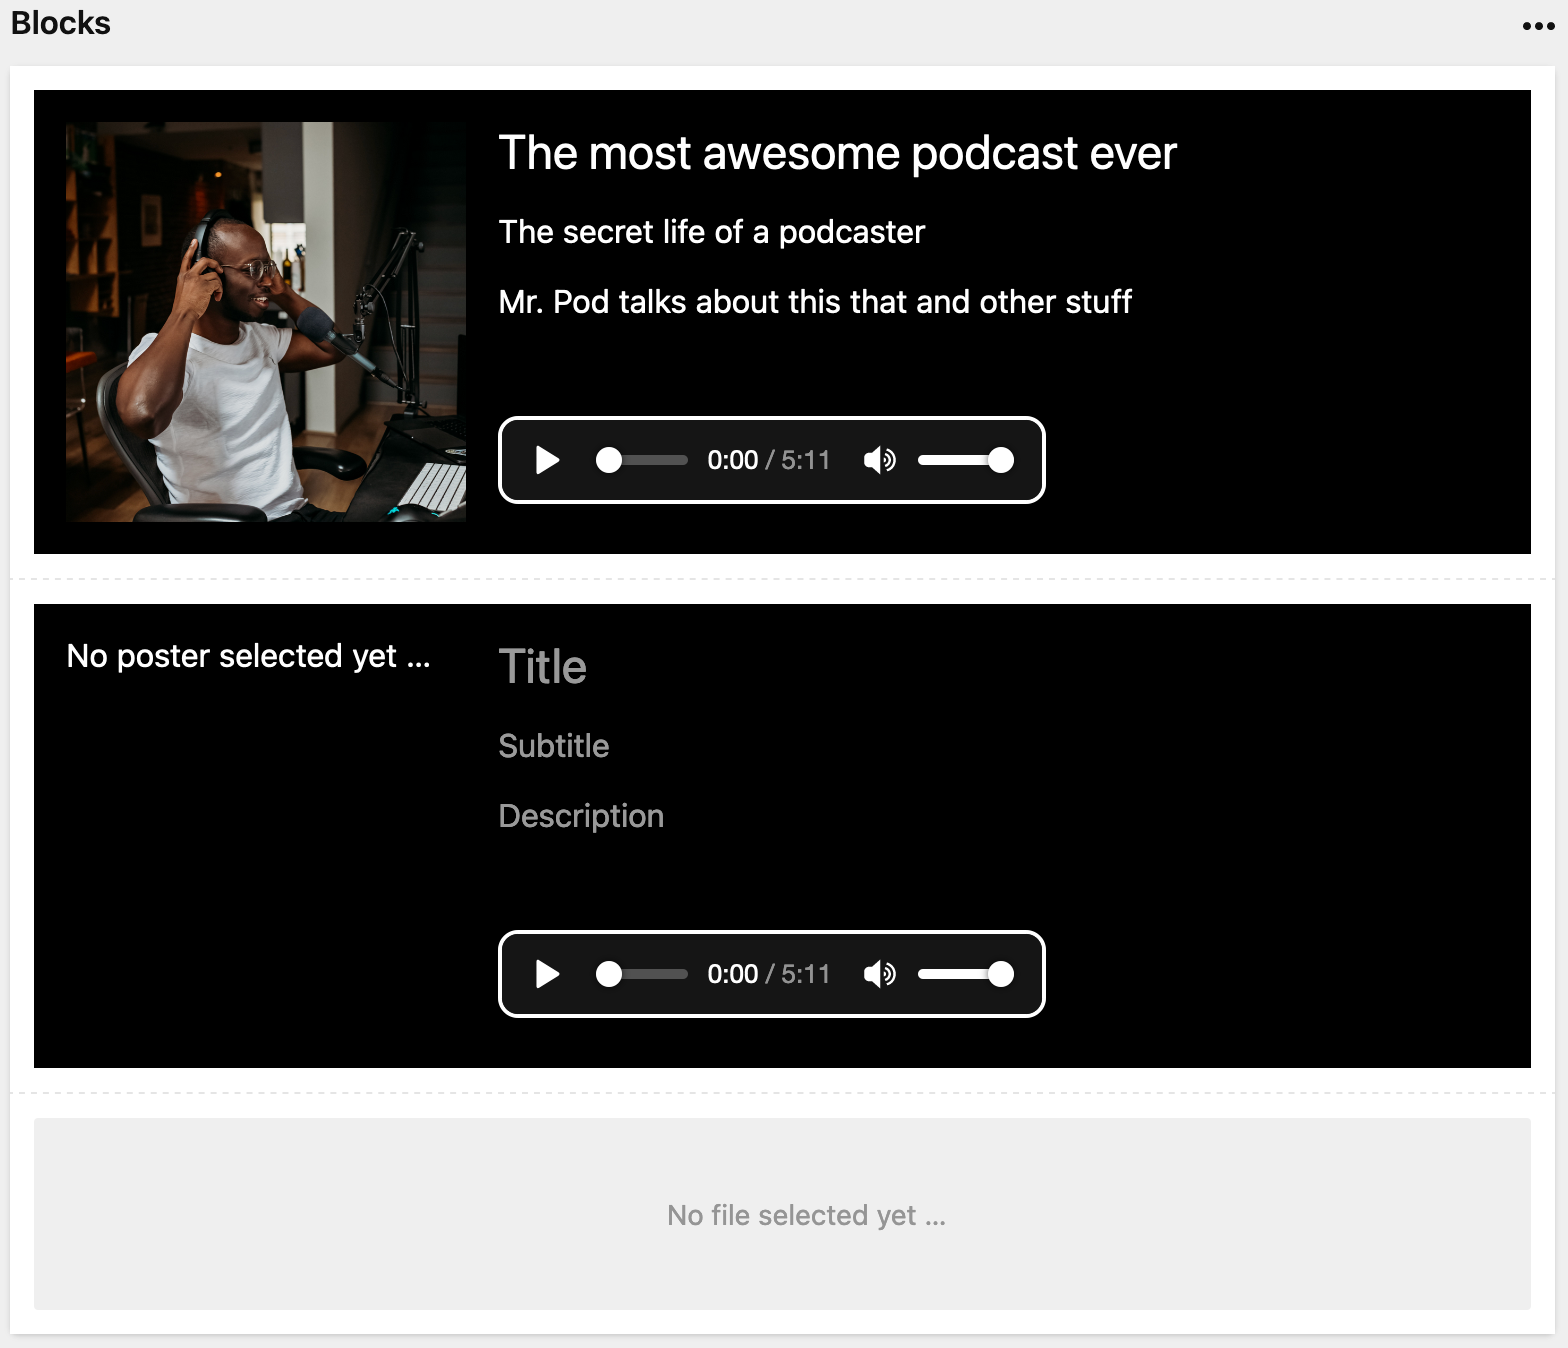 Blocks
The most awesome podcast ever
The secret life of a podcaster
Mr. Pod talks about this that and other stuff
0:00 / 5:11
No poster selected yet ...
Title
Subtitle
Description
0:00 / 5:11
No file selected yet ...